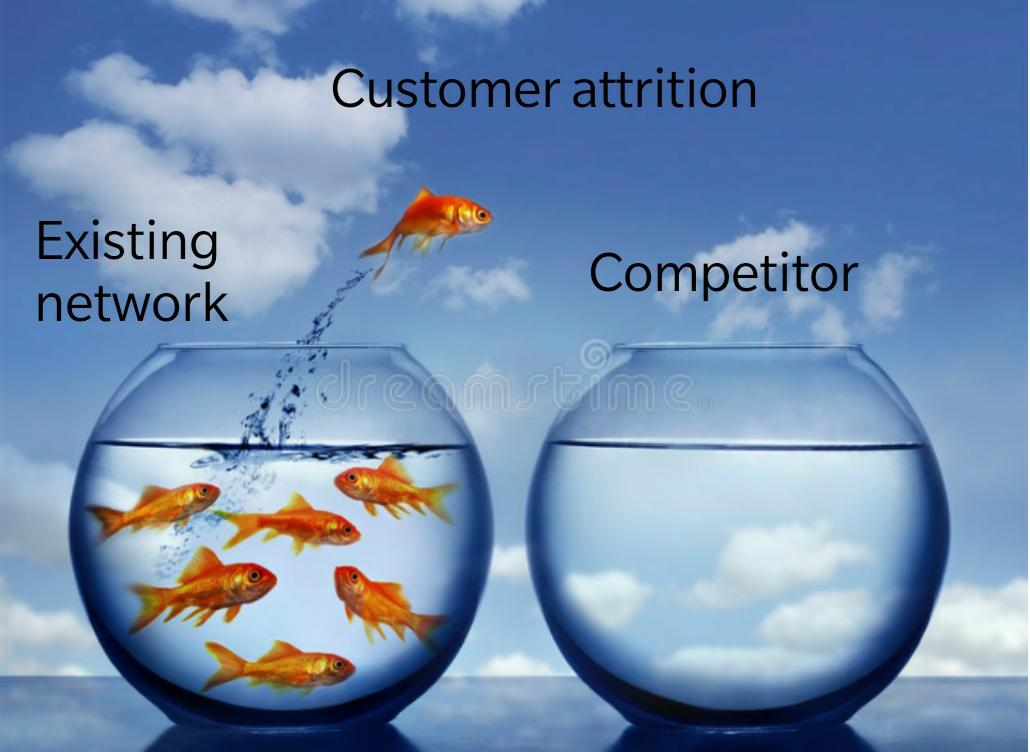 Customer attrition
Existing
network
Competitor
dreamstime